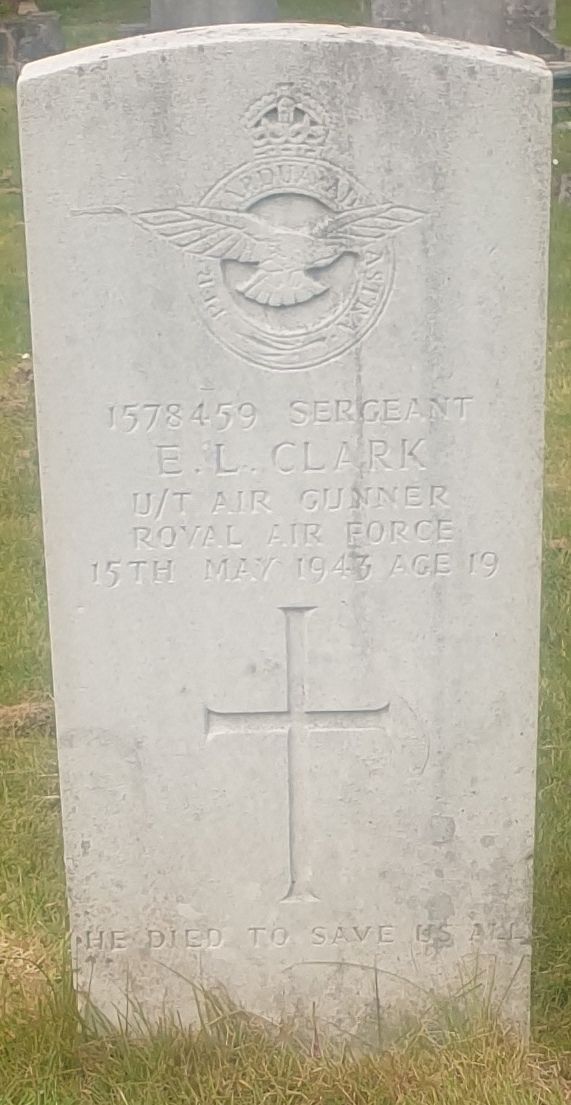 PER ARDUA AD ASTRA
1578459 SERGEANT
E. L. CLARK
U/T AIR GUNNER
ROYAL AIR FORCE
15TH MAY 1943 AGE 19
HE DIED TO SAVE US ALL